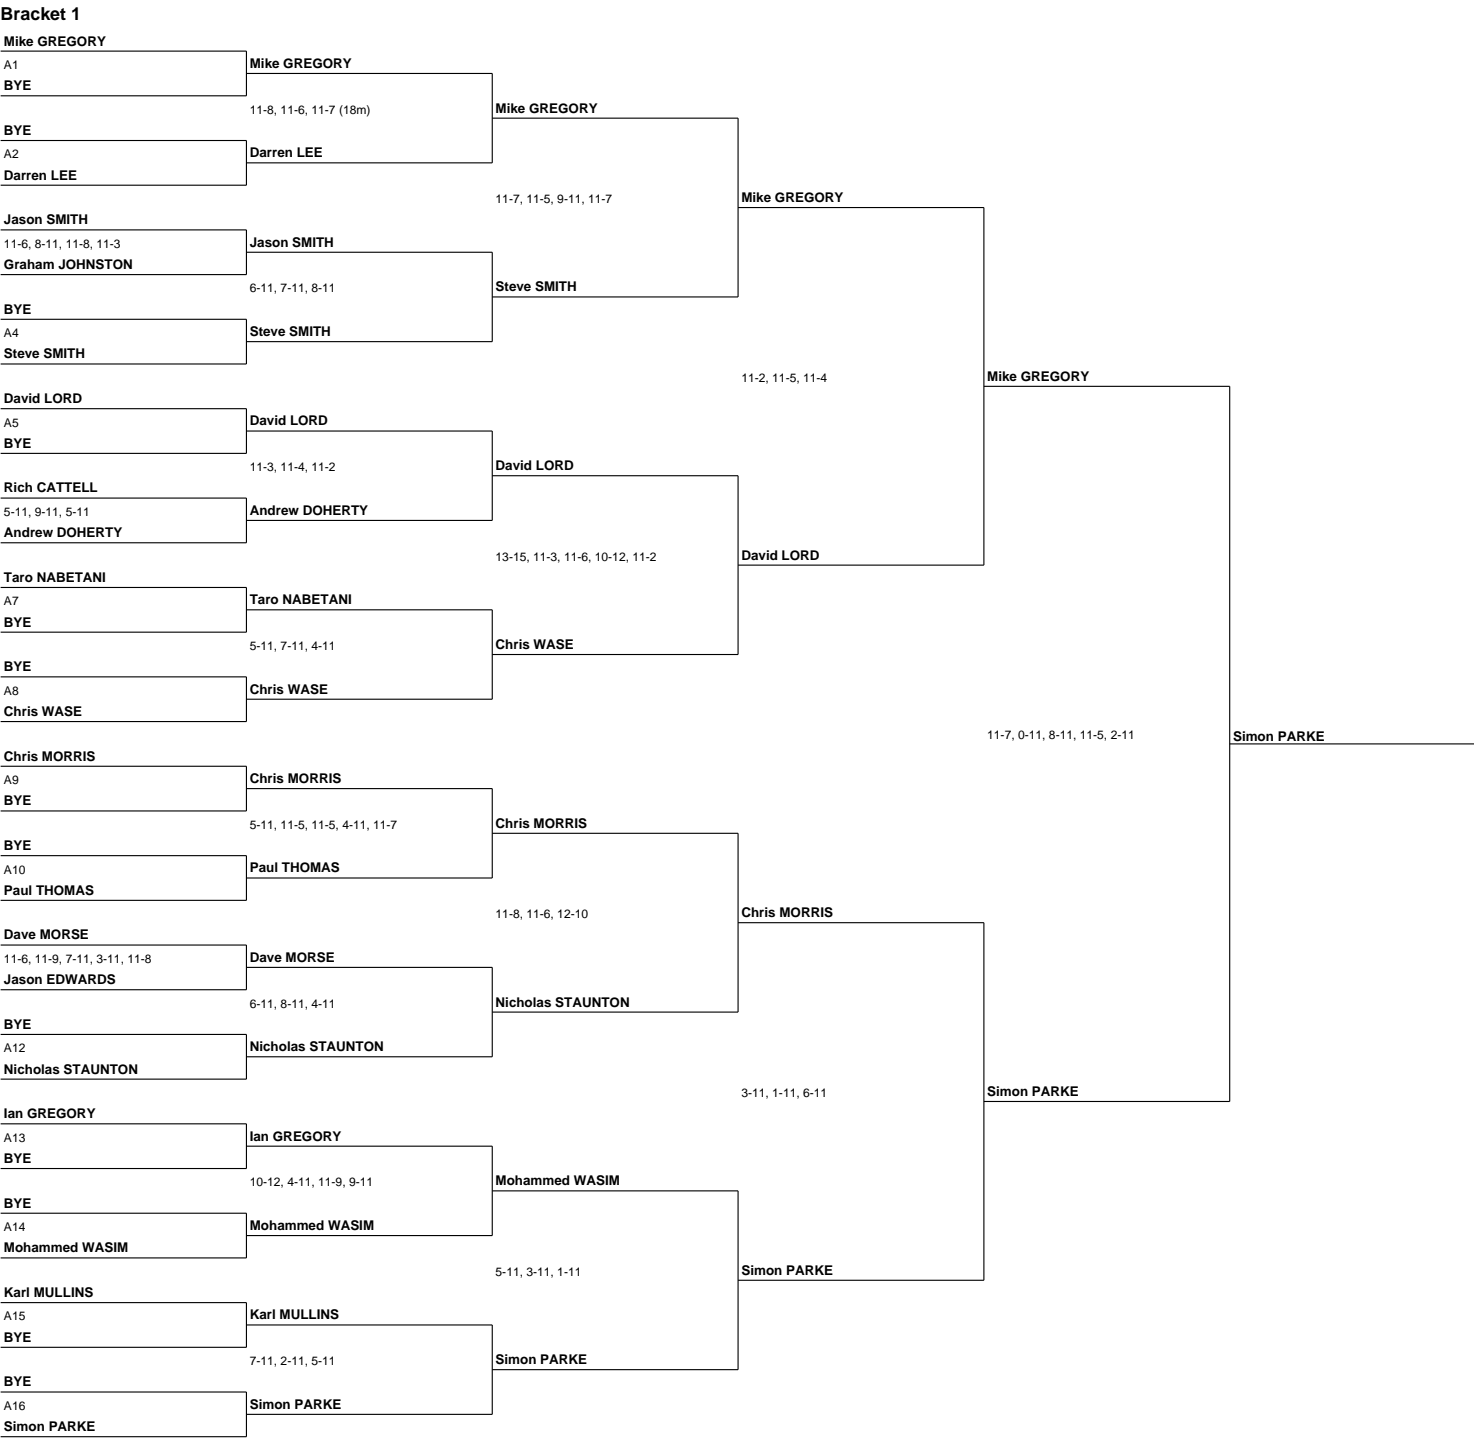 Bracket 1
Mike GREGORY
A1
BYE
BYE
A2
Darren LEE
Jason SMITH
11-6, 8-11, 11-8, 11-3
Graham JOHNSTON
BYE
A4
Steve SMITH
David LORD
A5
BYE
Rich CATTELL
5-11, 9-11, 5-11
Andrew DOHERTY
Taro NABETANI
A7
BYE
BYE
A8
Chris WASE
Chris MORRIS
A9
BYE
BYE
A10
Paul THOMAS
Dave MORSE
11-6, 11-9, 7-11, 3-11, 11-8
Jason EDWARDS
BYE
A12
Nicholas STAUNTON
Ian GREGORY
A13
BYE
BYE
A14
Mohammed WASIM
Karl MULLINS
A15
BYE
BYE
A16
Simon PARKE
Mike GREGORY
11-8, 11-6, 11-7 (18m)
Darren LEE
Jason SMITH
6-11, 7-11, 8-11
Steve SMITH
David LORD
11-3, 11-4, 11-2
Andrew DOHERTY
Taro NABETANI
5-11, 7-11, 4-11
Chris WASE
Chris MORRIS
5-11, 11-5, 11-5, 4-11, 11-7
Paul THOMAS
Dave MORSE
6-11, 8-11, 4-11
Nicholas STAUNTON
Ian GREGORY
10-12, 4-11, 11-9, 9-11
Mohammed WASIM
Karl MULLINS
7-11, 2-11, 5-11
Simon PARKE
Mike GREGORY
11-7, 11-5, 9-11, 11-7
Steve SMITH
David LORD
13-15, 11-3, 11-6, 10-12, 11-2
Chris WASE
Chris MORRIS
11-8, 11-6, 12-10
Nicholas STAUNTON
Mohammed WASIM
5-11, 3-11, 1-11
Simon PARKE
Mike GREGORY
11-2, 11-5, 11-4
David LORD
Chris MORRIS
3-11, 1-11, 6-11
Simon PARKE
Mike GREGORY
11-7, 0-11, 8-11, 11-5, 2-11
Simon PARKE
Simon PARKE